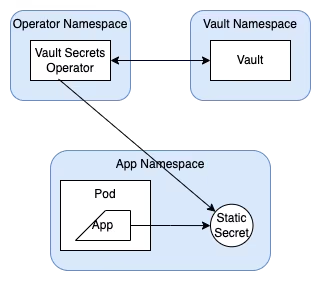 Operator Namespace
Vault Namespace
Vault Secrets
Operator
Vault
App Namespace
Pod
App
Static
Secret